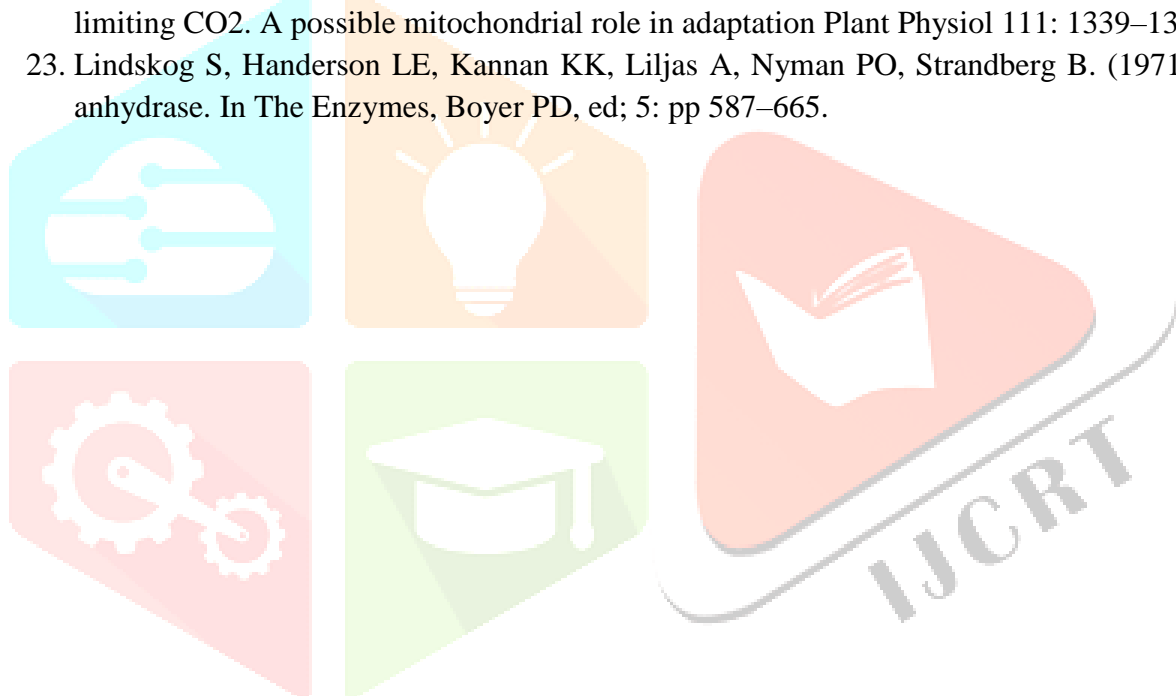 limiting CO2. A possible mitochondrial role in adaptation Plant Physiol 111: 1339–13
23. Lindskog S, Handerson LE, Kannan KK, Liljas A, Nyman PO, Strandberg B. (1971
anhydrase. In The Enzymes, Boyer PD, ed; 5: pp 587–665.
IJCRT